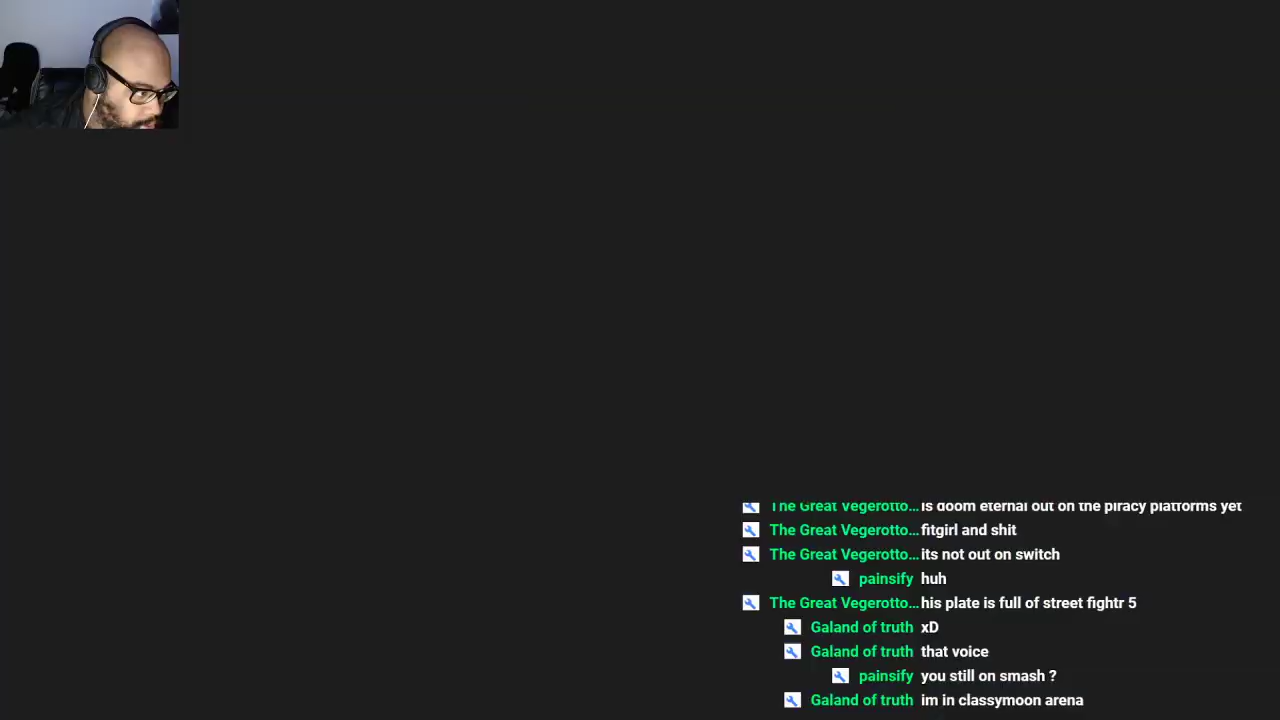 The Great Vegerotto... is doom eternal out on the piracy platforms yet
The Great Vegerotto... fitgirl and shit
The Great Vegerotto... its not out on switch
painsify huh
The Great Vegerotto... his plate is full of street fightr 5
Galand of truth xD
Galand of truth that voice
painsify you still on smash ?
Galand of truth im in classymoon arena